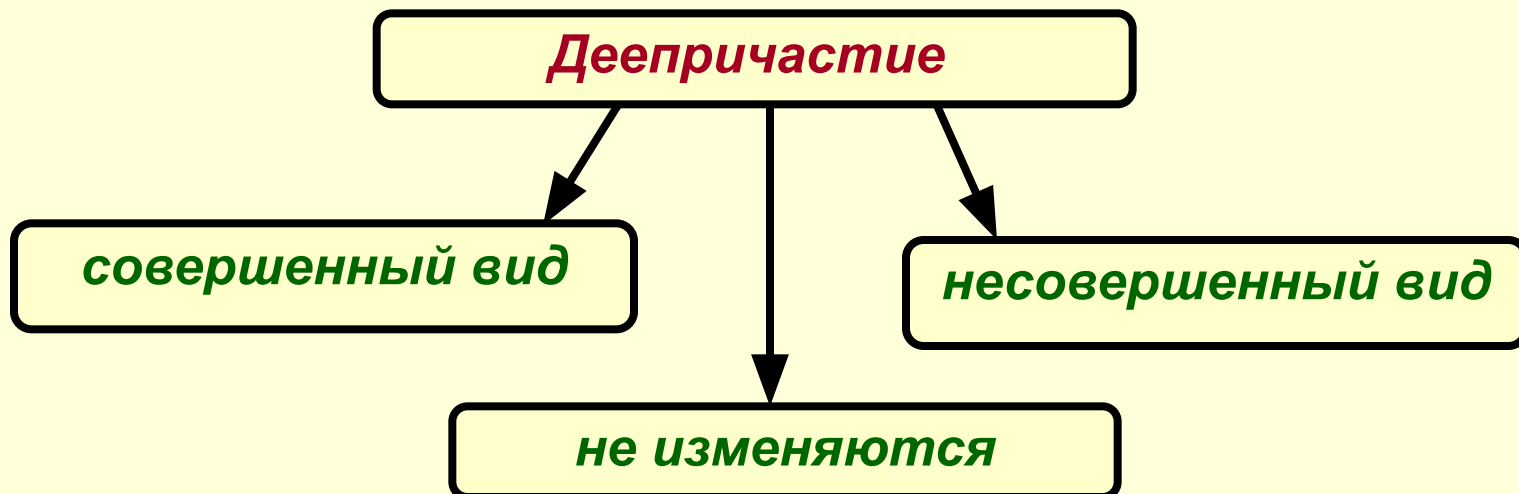 Деепричастие
совершенный вид
несовершенный вид
не изменяются